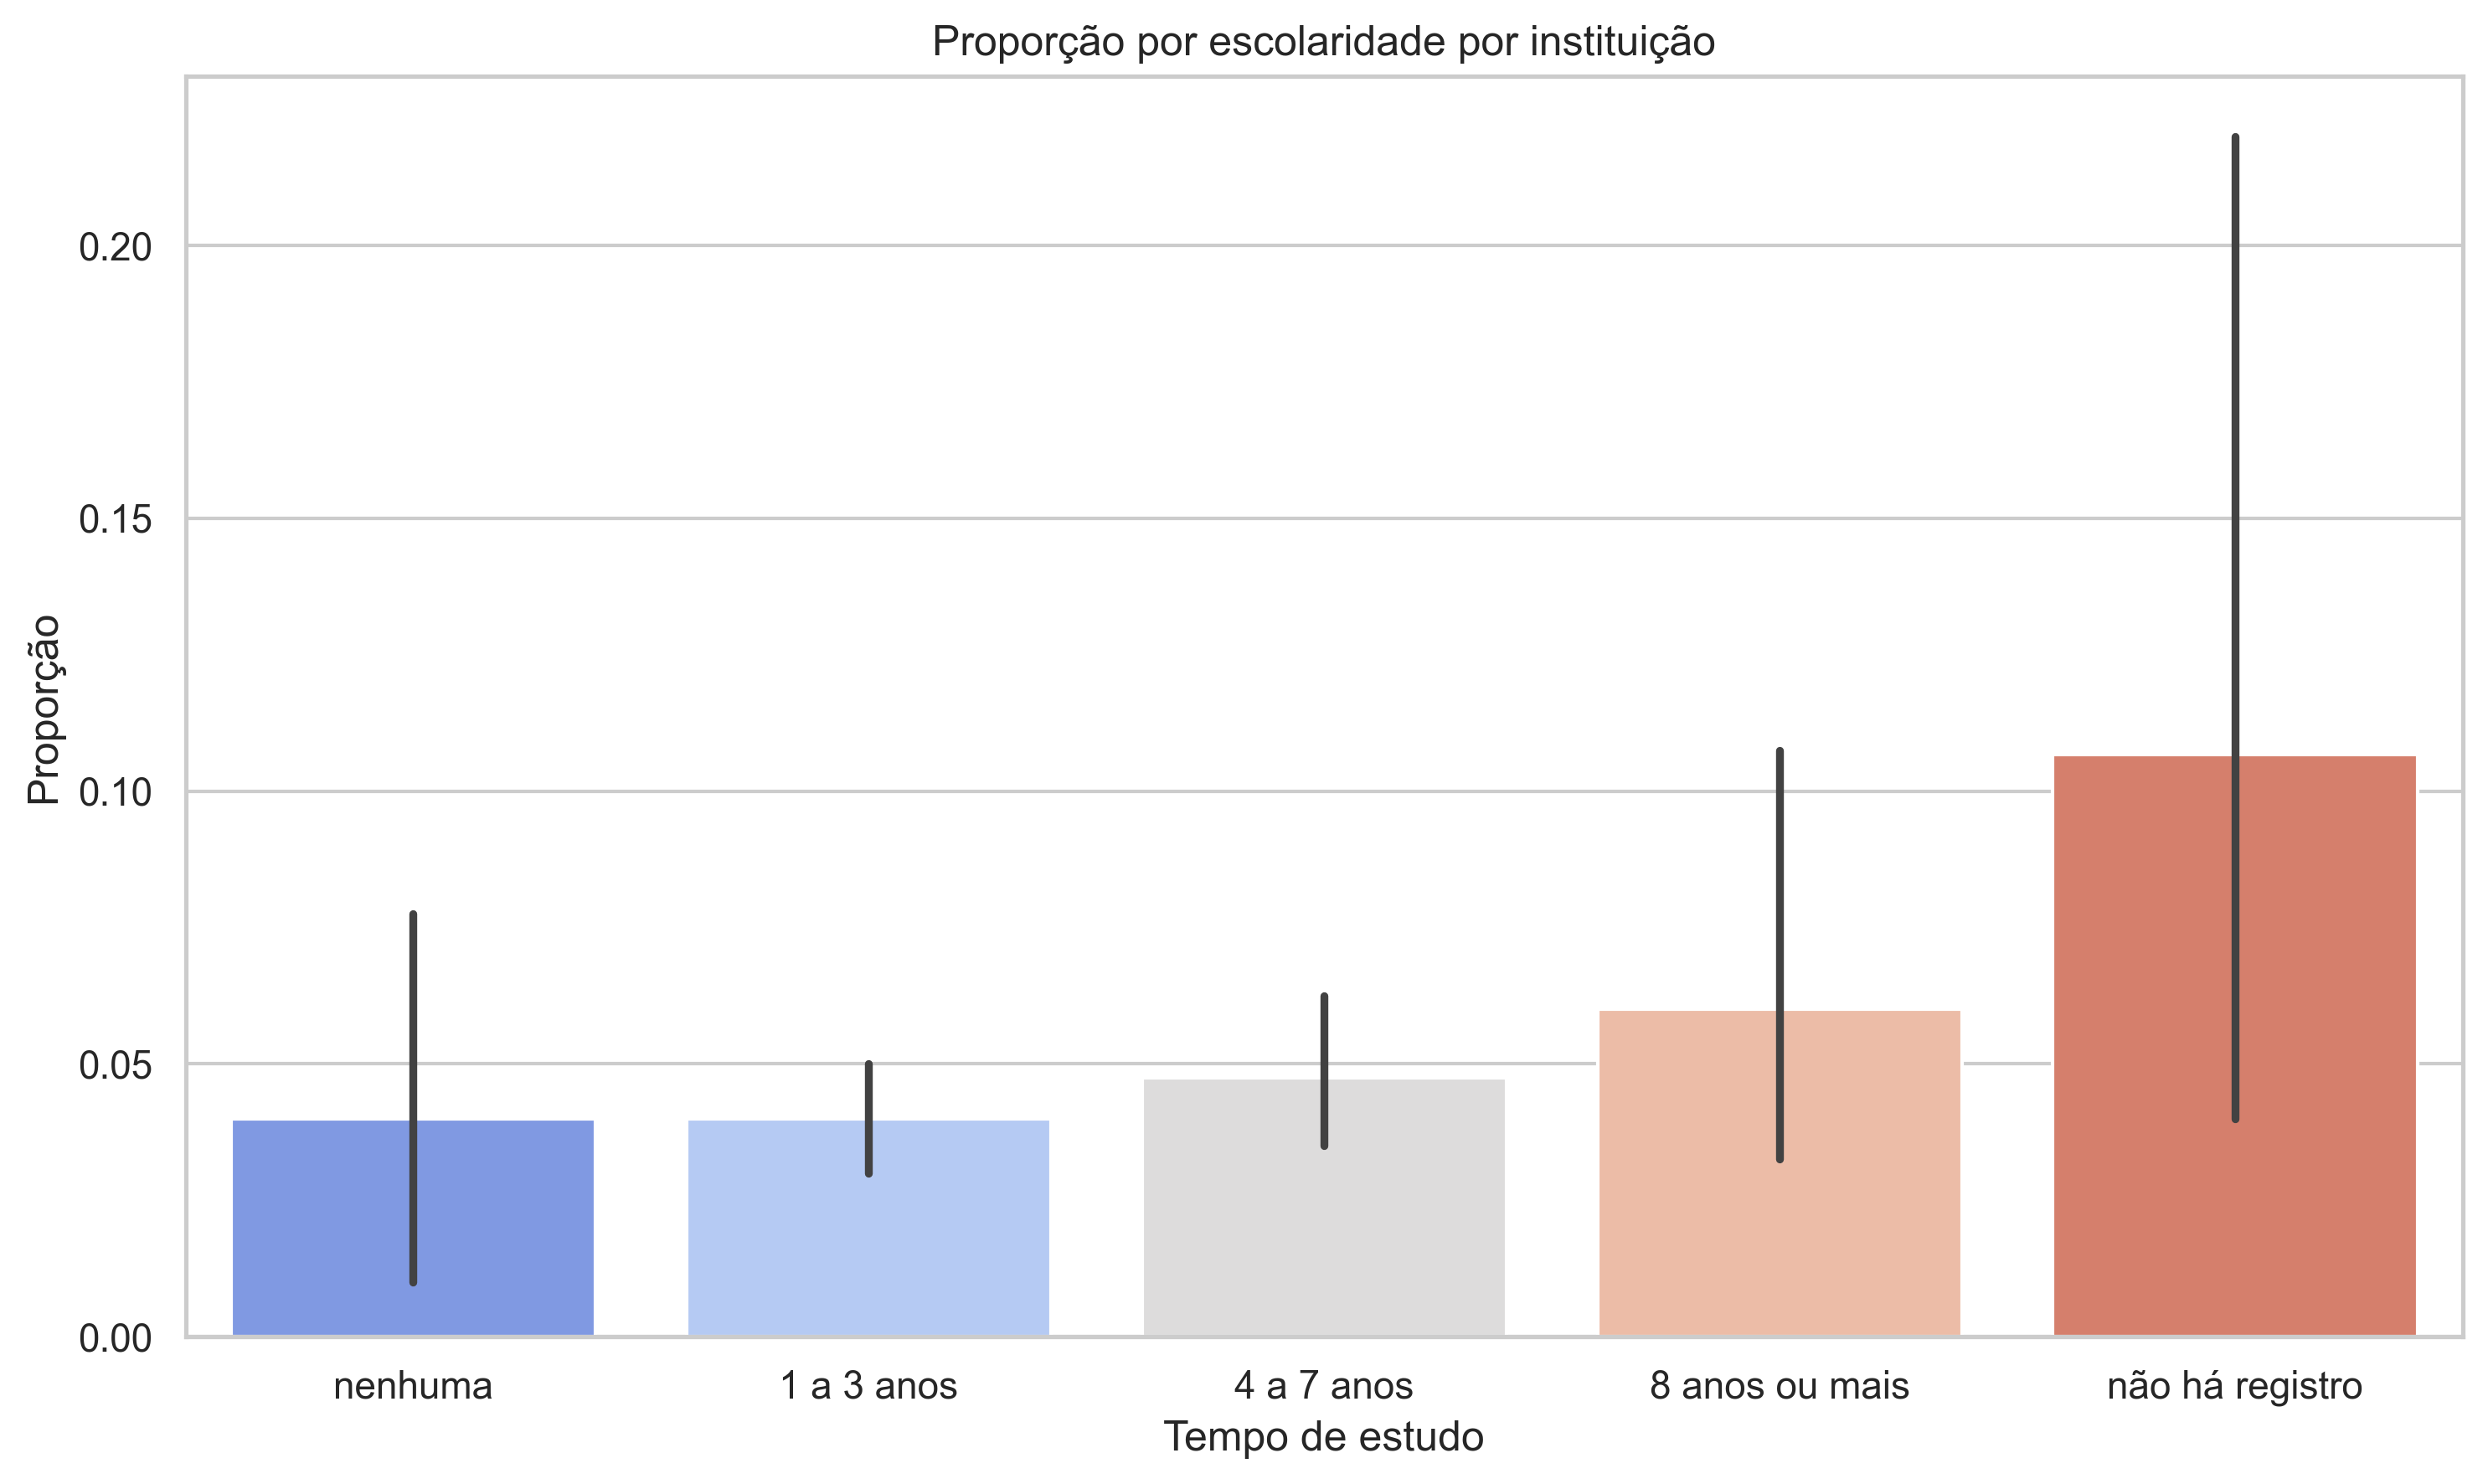 Proporção por escolaridade por instituição
Proporção
0.20
0.15
0.10
0.05
0.00
nenhuma
1 a 3 anos
4 a 7 anos
8 anos ou mais
não há registro
Tempo de estudo